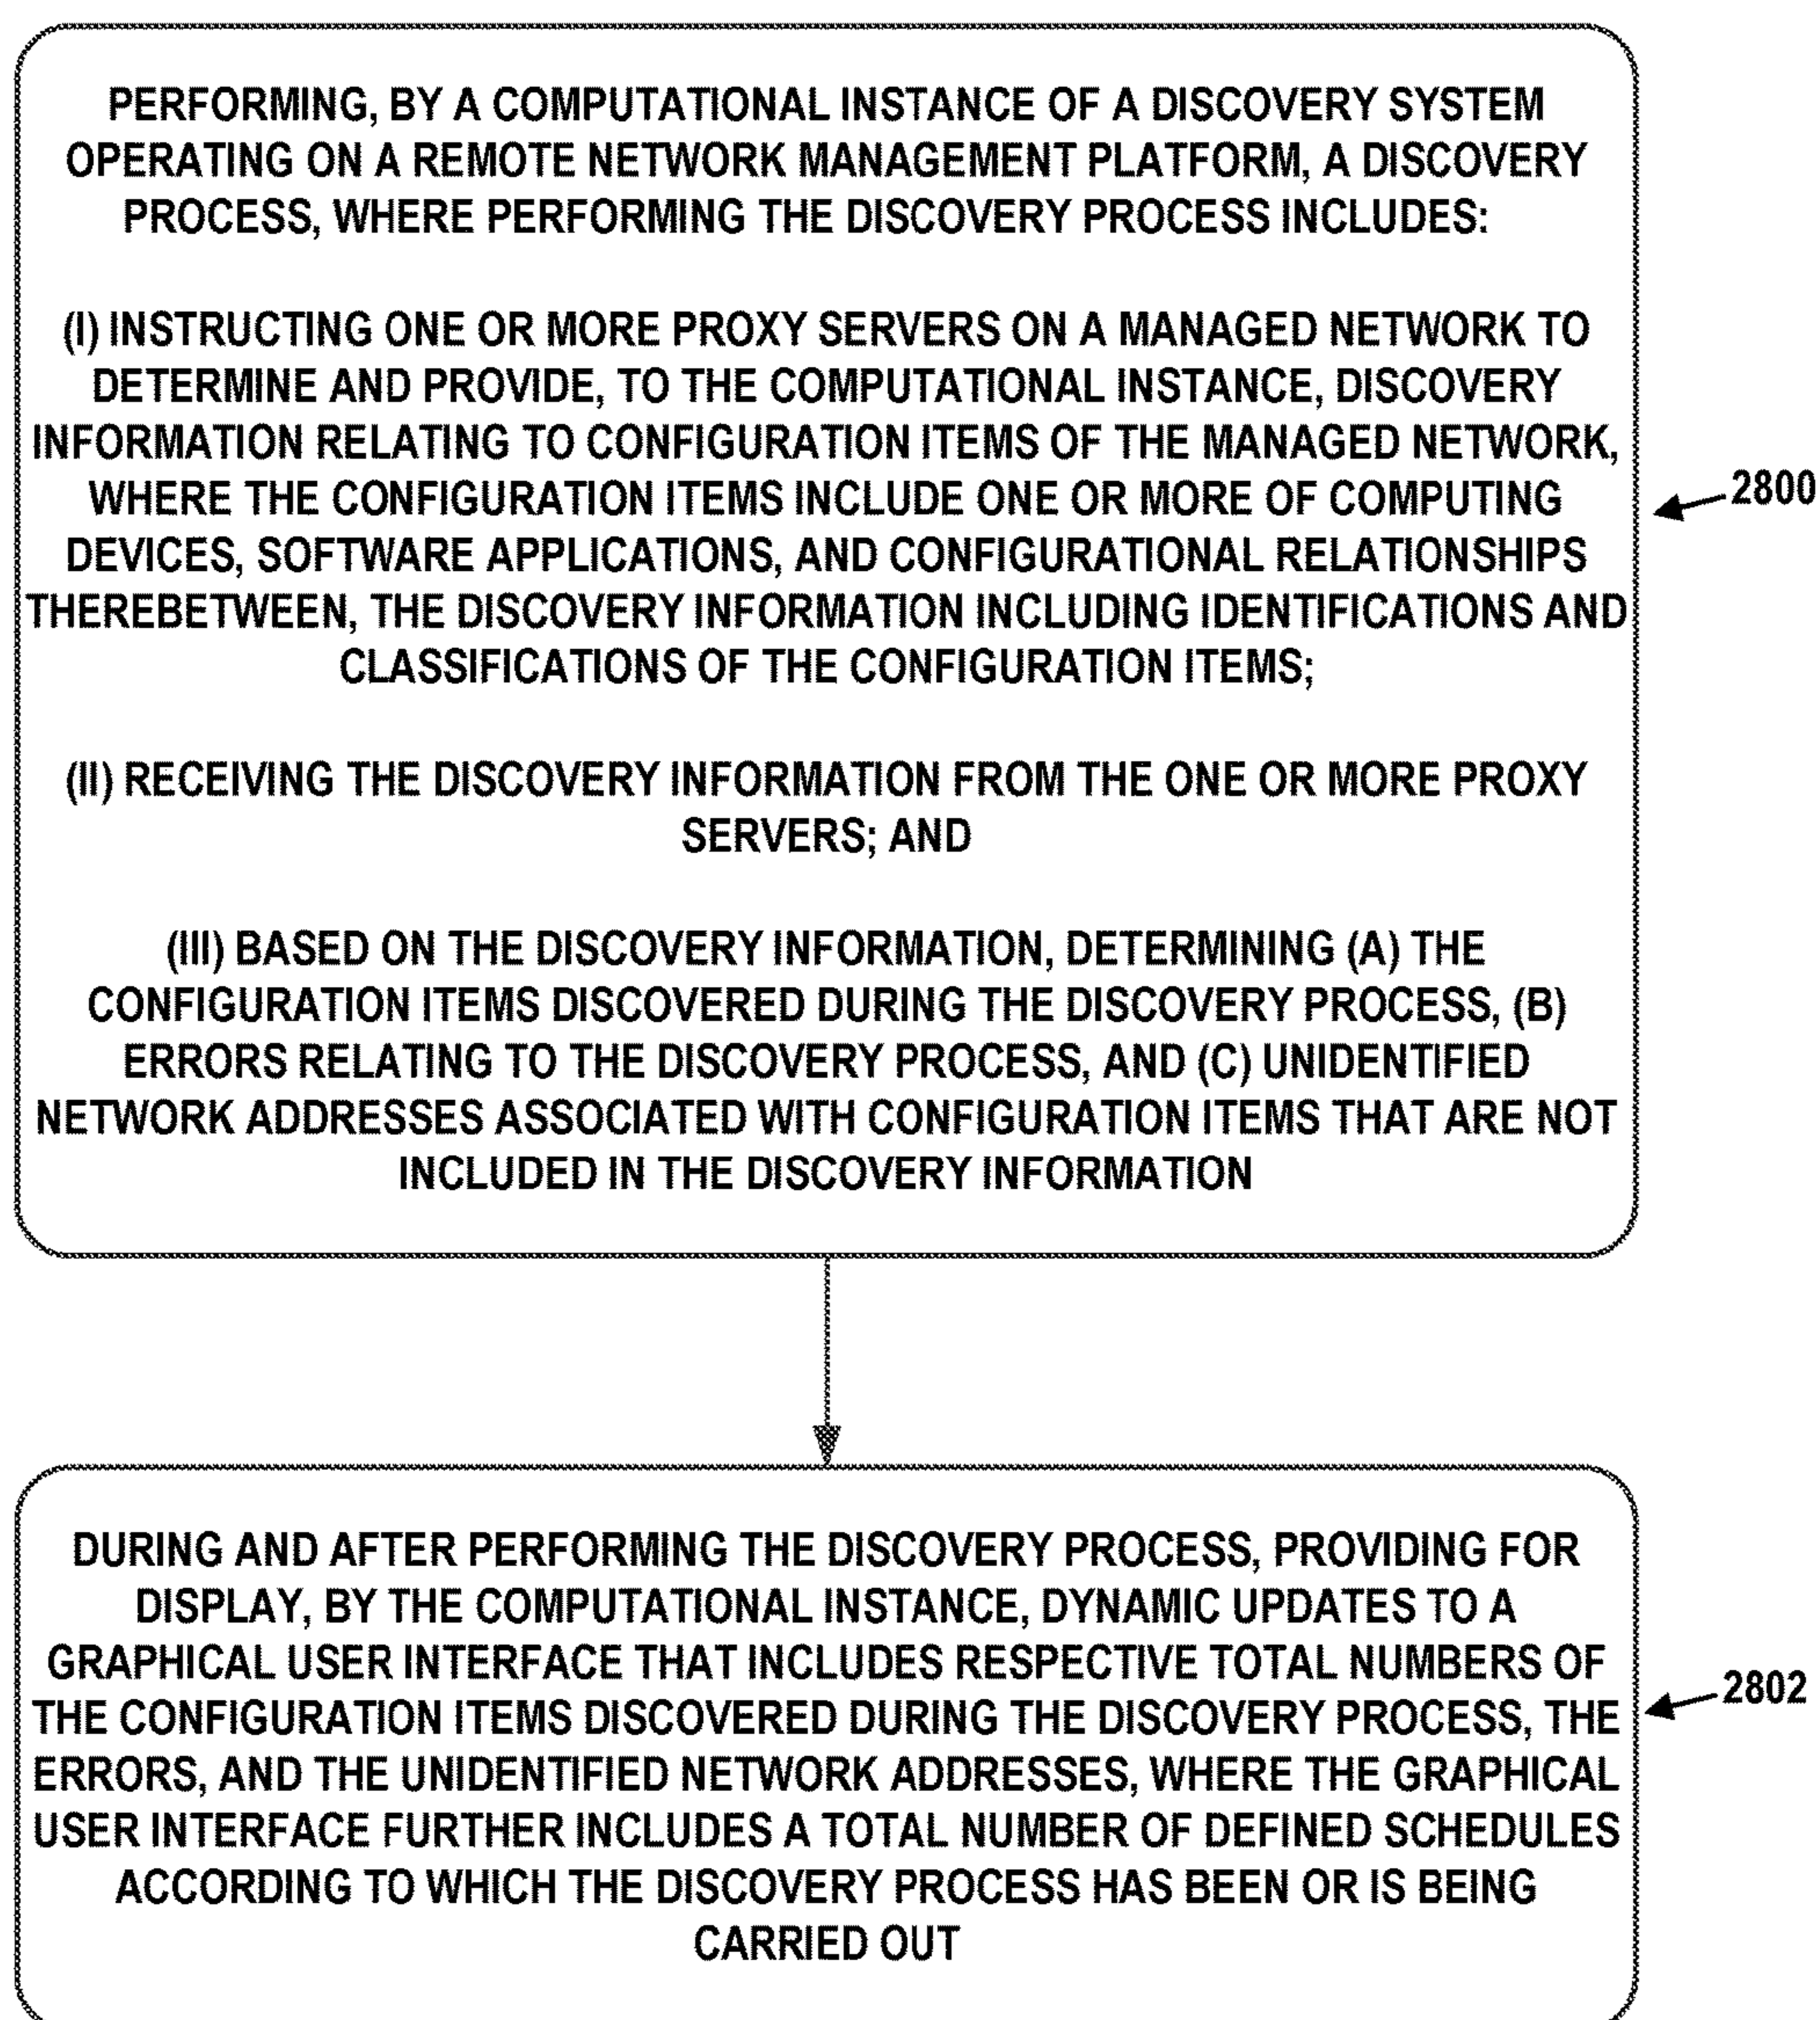 PERFORMING, BY A COMPUTATIONAL INSTANCE OF A DISCOVERY SYSTEM
OPERATING ON A REMOTE NETWORK MANAGEMENT PLATFORM, A DISCOVERY
PROCESS, WHERE PERFORMING THE DISCOVERY PROCESS INCLUDES:
(I) INSTRUCTING ONE OR MORE PROXY SERVERS ON A MANAGED NETWORK TO
DETERMINE AND PROVIDE, TO THE COMPUTATIONAL INSTANCE, DISCOVERY
INFORMATION RELATING TO CONFIGURATION ITEMS OF THE MANAGED NETWORK,
WHERE THE CONFIGURATION ITEMS INCLUDE ONE OR MORE OF COMPUTING
DEVICES, SOFTWARE APPLICATIONS, AND CONFIGURATIONAL RELATIONSHIPS
THEREBETWEEN, THE DISCOVERY INFORMATION INCLUDING IDENTIFICATIONS AND
CLASSIFICATIONS OF THE CONFIGURATION ITEMS;
(II) RECEIVING THE DISCOVERY INFORMATION FROM THE ONE OR MORE PROXY
SERVERS; AND
(III) BASED ON THE DISCOVERY INFORMATION, DETERMINING (A) THE
CONFIGURATION ITEMS DISCOVERED DURING THE DISCOVERY PROCESS, (B)
ERRORS RELATING TO THE DISCOVERY PROCESS, AND (C) UNIDENTIFIED
NETWORK ADDRESSES ASSOCIATED WITH CONFIGURATION ITEMS THAT ARE NOT
INCLUDED IN THE DISCOVERY INFORMATION
2800
DURING AND AFTER PERFORMING THE DISCOVERY PROCESS, PROVIDING FOR
DISPLAY, BY THE COMPUTATIONAL INSTANCE, DYNAMIC UPDATES TO A
GRAPHICAL USER INTERFACE THAT INCLUDES RESPECTIVE TOTAL NUMBERS OF
THE CONFIGURATION ITEMS DISCOVERED DURING THE DISCOVERY PROCESS, THE
ERRORS, AND THE UNIDENTIFIED NETWORK ADDRESSES, WHERE THE GRAPHICAL
USER INTERFACE FURTHER INCLUDES A TOTAL NUMBER OF DEFINED SCHEDULES
ACCORDING TO WHICH THE DISCOVERY PROCESS HAS BEEN OR IS BEING
CARRIED OUT
2802